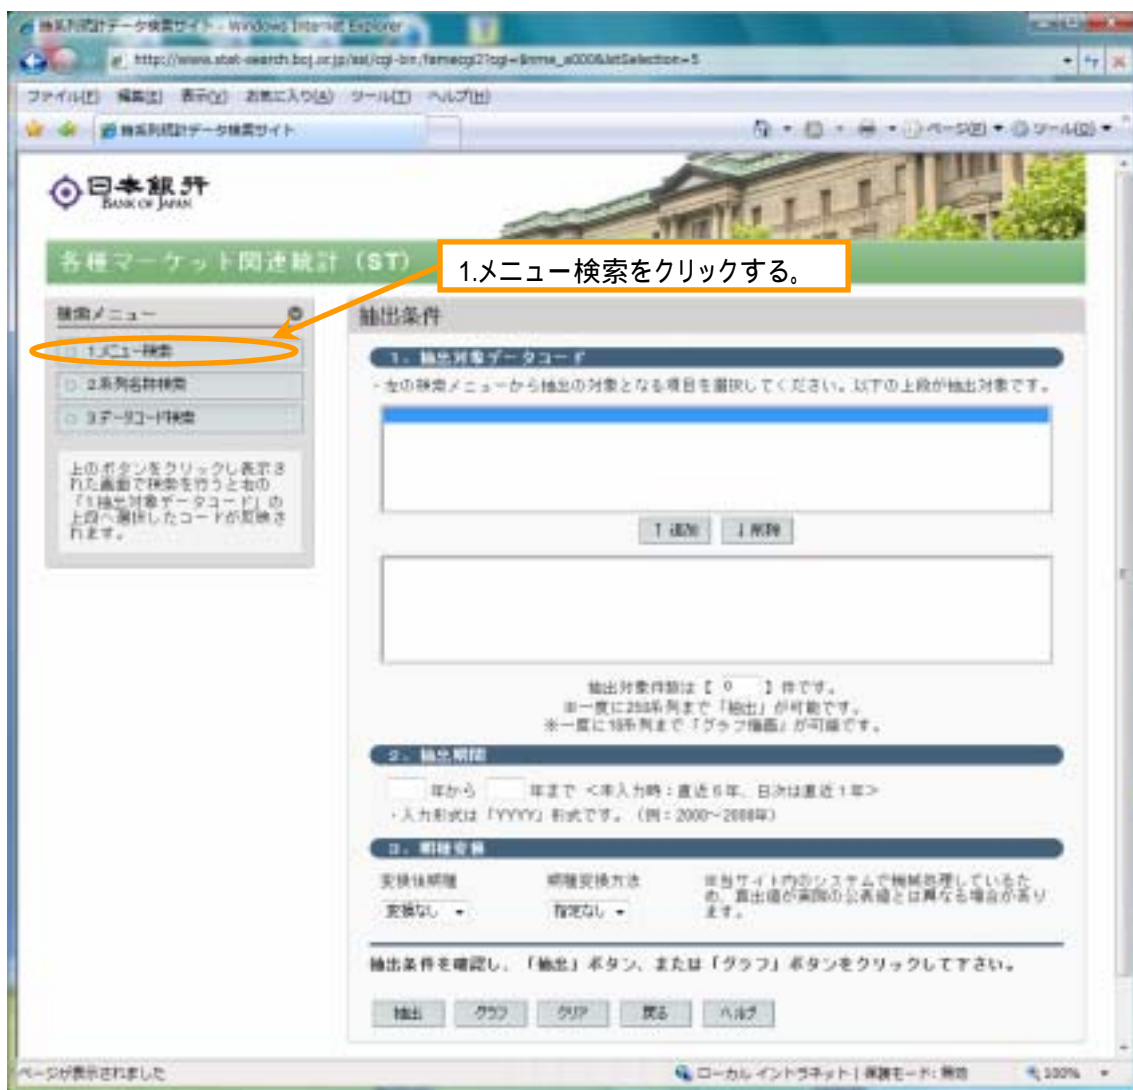 時系列統計データ検索サイト - Windows Internet Explorer
ファイル(F) 編集(E) 表示(V) お気に入り(A) ツール(T) ヘルプ(H)
時系列統計データ検索サイト
ページ(P) ツール(O)
日本銀行
BANK OF JAPAN
各種マーケット関連統計 (ST)
1.メニュー検索をクリックする。
検索メニュー
1.メニュー検索
2.系列名称検索
3.データコード検索
上のボタンをクリックし表示さ
れた画面で検索を行うと右の
「1抽出対象データコード」の
上段へ選択したコードが反映さ
れます。
抽出条件
1. 抽出対象データコード
・左の検索メニューから抽出の対象となる項目を選択してください。以下の上段が抽出対象です。
↑追加 ↓削除
抽出対象件数は【 0 】件です。
※一度に250系列まで「抽出」が可能です。
※一度に10系列まで「グラフ描画」が可能です。
2. 抽出期間
年から 年まで <未入力時:直近6年、日次は直近1年>
・入力形式は「YYYY」形式です。(例:2000~2008年)
3. 期種変換
変換後期種 期種変換方法
変換なし 指定なし
※当サイト内のシステムで機械処理しているた
め、算出値が実際の公表値とは異なる場合があり
ます。
抽出条件を確認し、「抽出」ボタン、または「グラフ」ボタンをクリックして下さい。
抽出 グラフ クリア 戻る ヘルプ
ページが表示されました
ローカル イントラネット | 保護モード: 無効 100%